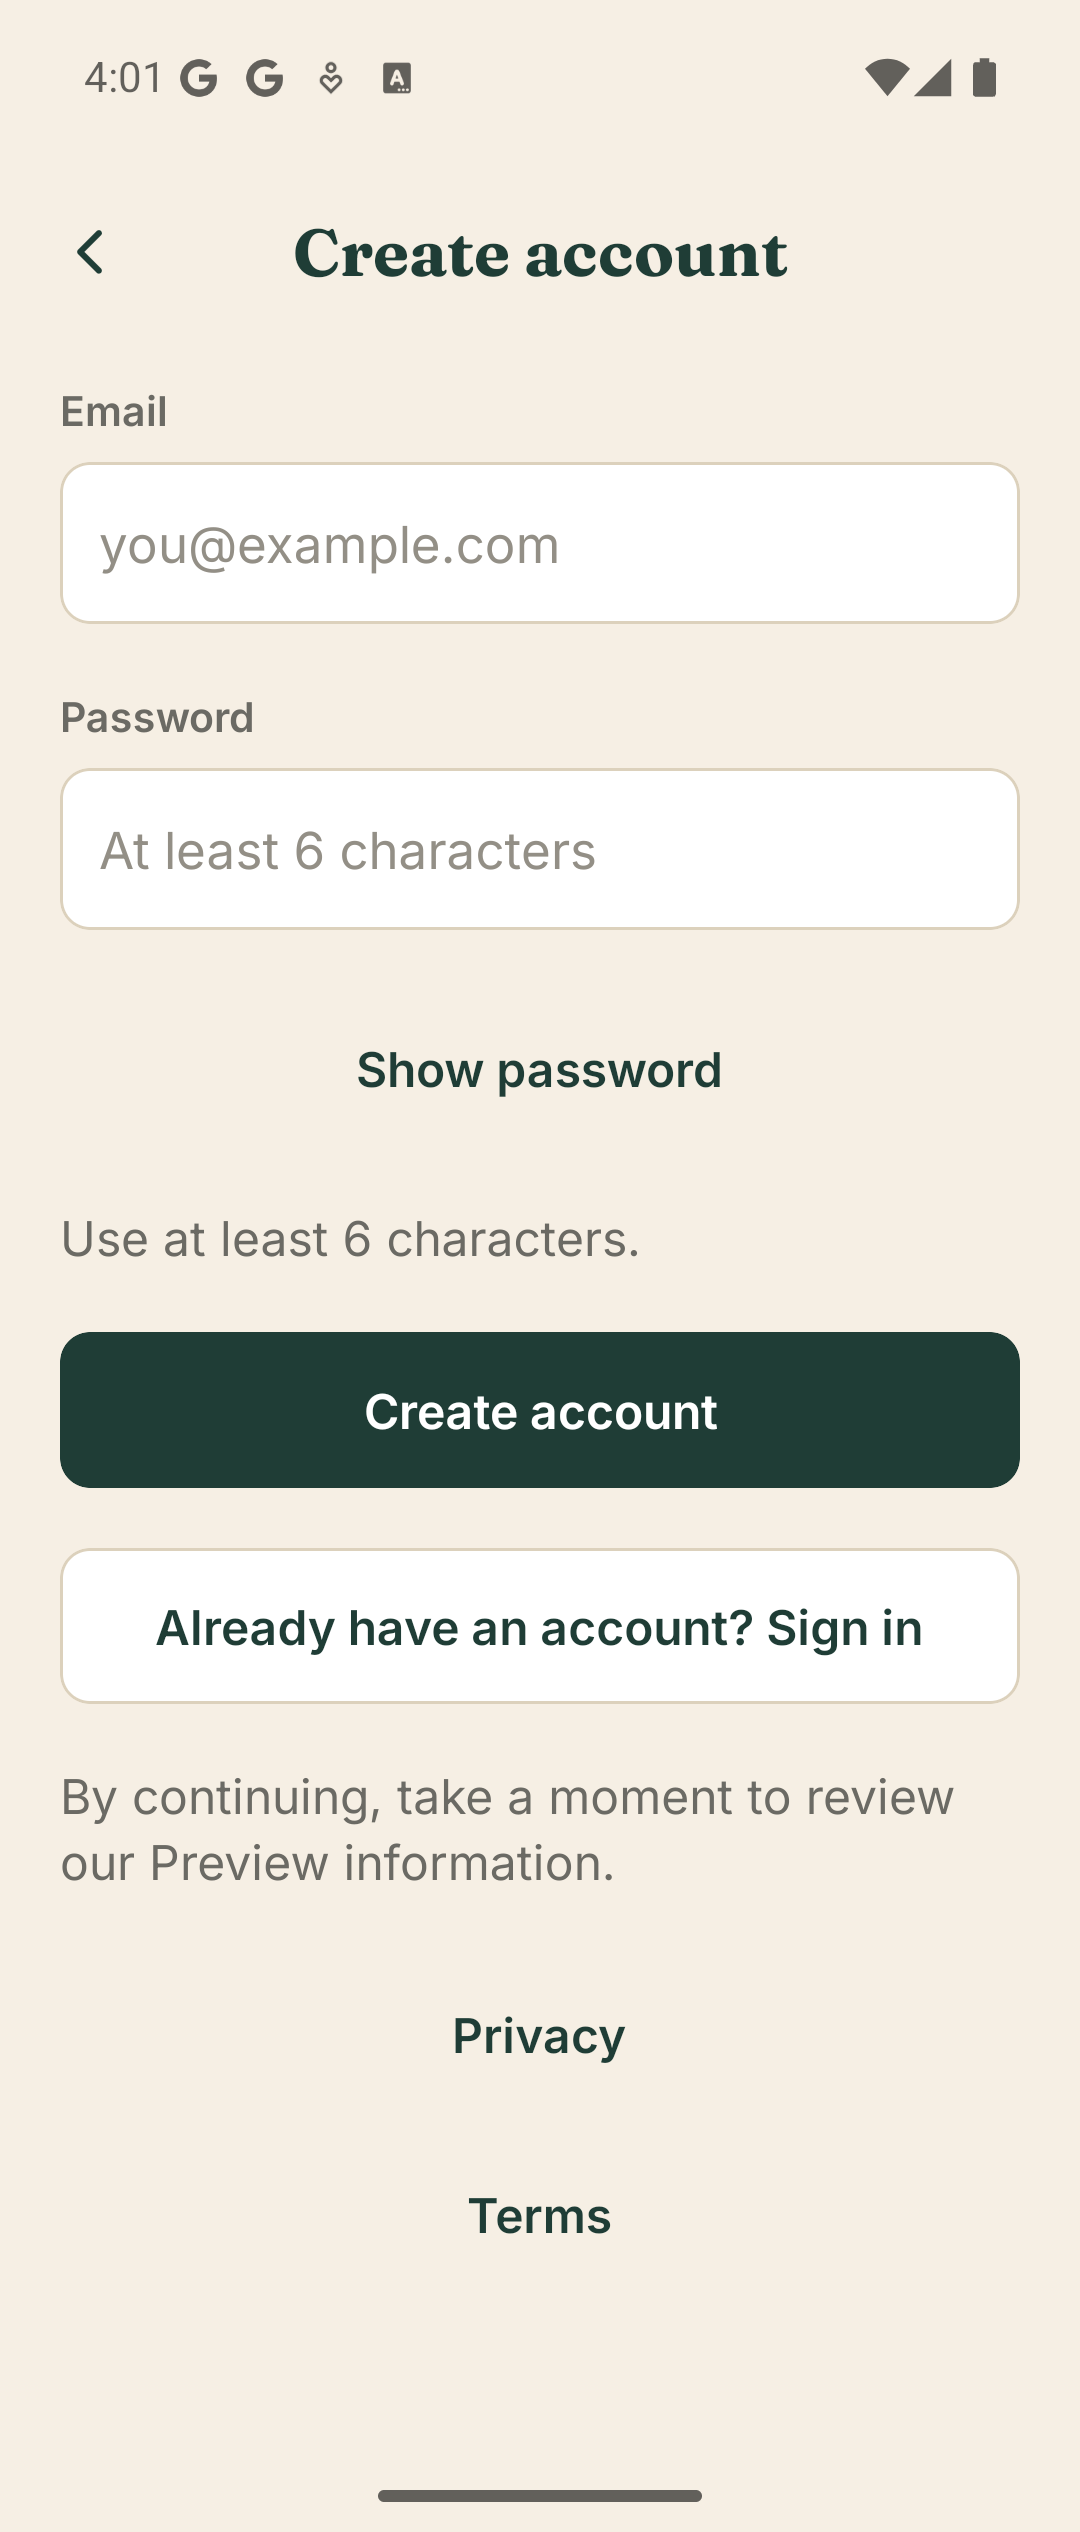 4:01
Create account
Email
you@example.com
Password
At least 6 characters
Show password
Use at least 6 characters.
Create account
Already have an account? Sign in
By continuing, take a moment to review
our Preview information.
Privacy
Terms